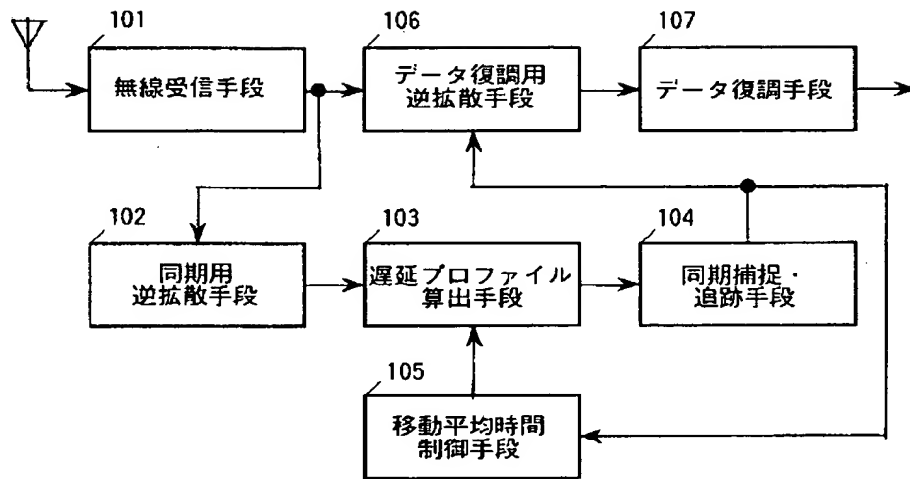 101
無線受信手段
106
データ復調用
逆拡散手段
107
データ復調手段
102
同期用
逆拡散手段
103
遅延プロファイル
算出手段
104
同期捕捉・
追跡手段
105
移動平均時間
制御手段